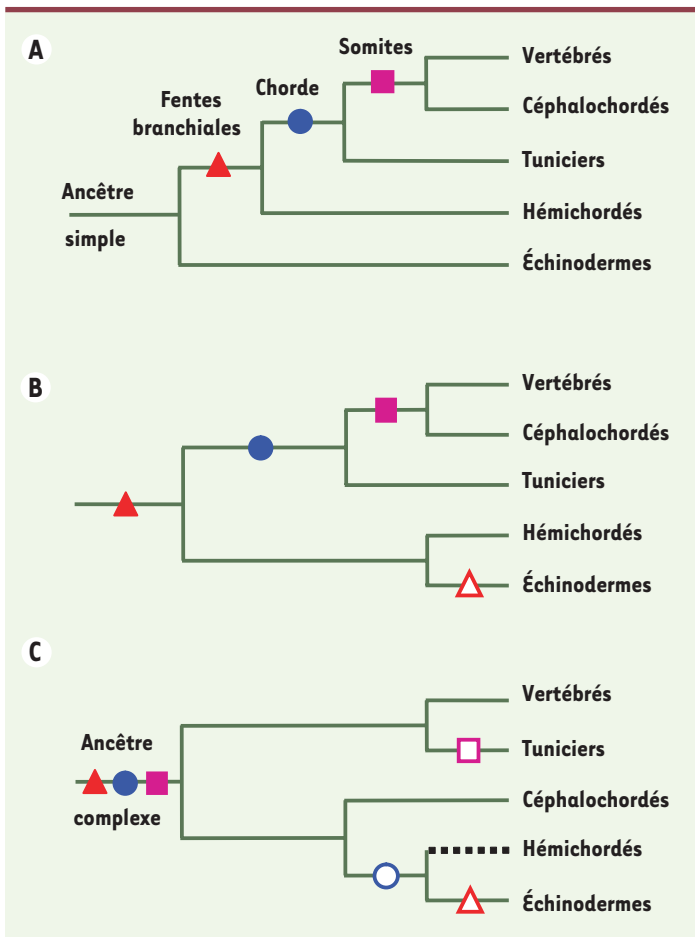 A
Somites
Vertébrés
Chorde
Céphalochordés
Fentes
branchiales
Tuniciers
Ancêtre
simple
Hémichordés
Échinodermes
B
Vertébrés
Céphalochordés
Tuniciers
Hémichordés
Échinodermes
C
Vertébrés
Ancêtre
complexe
Tuniciers
Céphalochordés
Hémichordés
Échinodermes